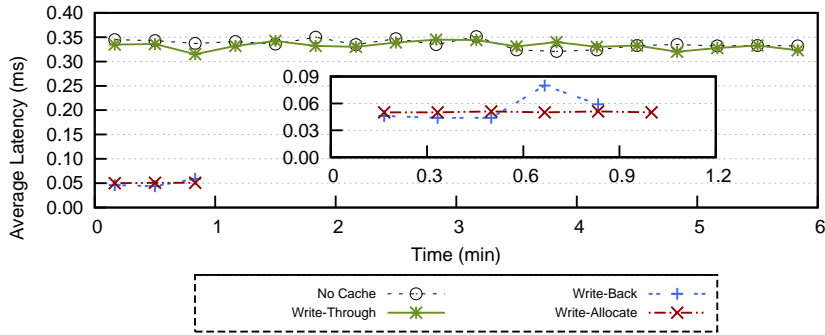 0.40
0.35
0.30
0.25
0.20
0.15
0.10
0.05
0.00
Average Latency (ms)
0.09
0.06
0.03
0.00
0 0.3 0.6 0.9 1.2
0 1 2 3 4 5 6
Time (min)
No Cache Write-Back
Write-Through Write-Allocate